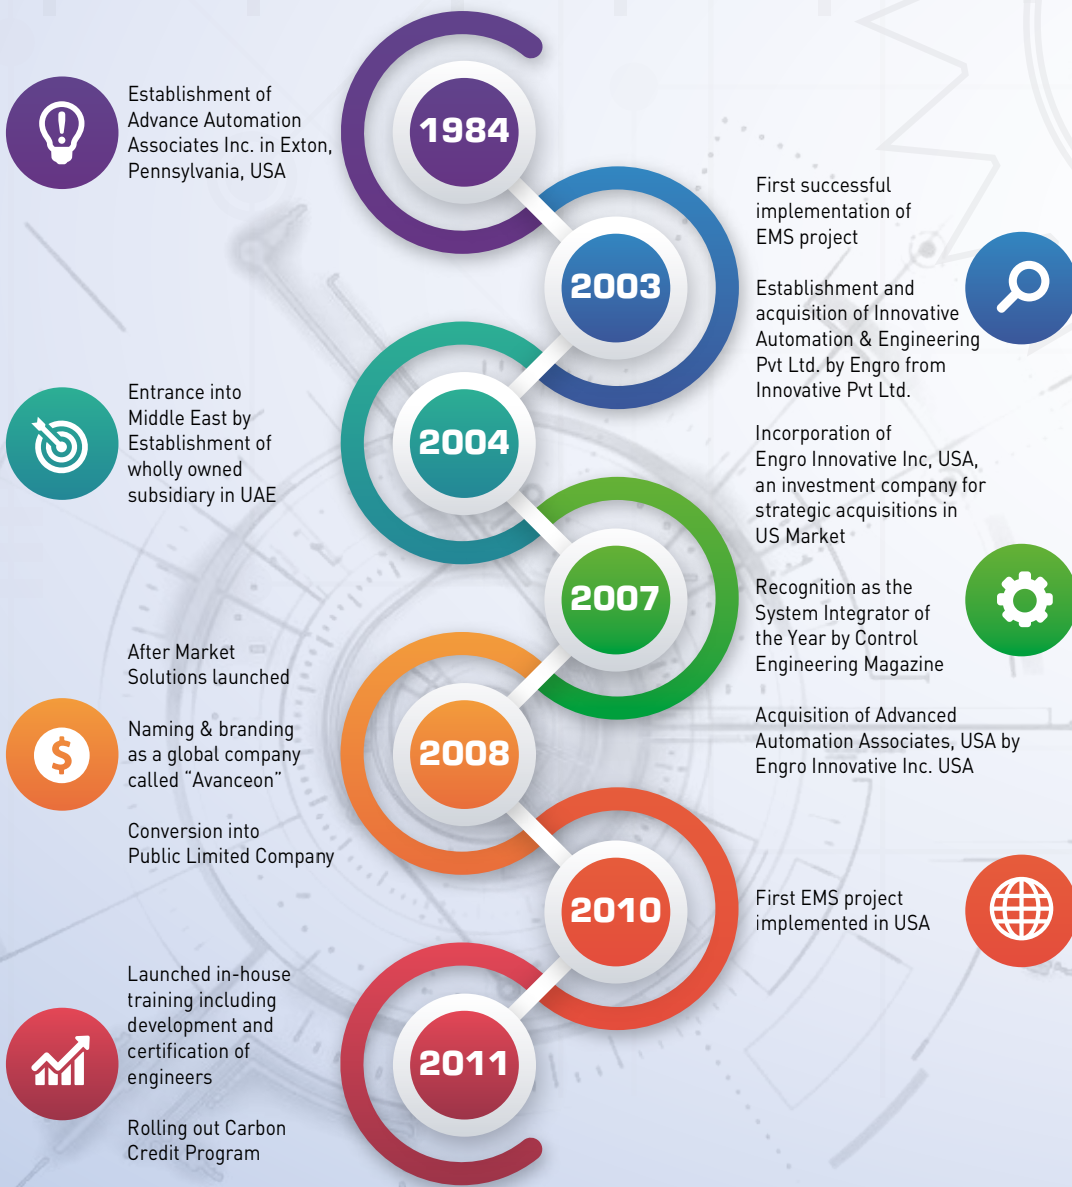 1984
Establishment of
Advance Automation
Associates Inc. in Exton,
Pennsylvania, USA
2003
First successful
implementation of
EMS project
Establishment and
acquisition of Innovative
Automation & Engineering
Pvt Ltd. by Engro from
Innovative Pvt Ltd.
2004
Entrance into
Middle East by
Establishment of
wholly owned
subsidiary in UAE
2007
Incorporation of
Engro Innovative Inc, USA,
an investment company for
strategic acquisitions in
US Market
Recognition as the
System Integrator of
the Year by Control
Engineering Magazine
Acquisition of Advanced
Automation Associates, USA by
Engro Innovative Inc. USA
2008
After Market
Solutions launched
Naming & branding
as a global company
called “Avanceon”
Conversion into
Public Limited Company
$
2010
First EMS project
implemented in USA
2011
Launched in-house
training including
development and
certification of
engineers
Rolling out Carbon
Credit Program